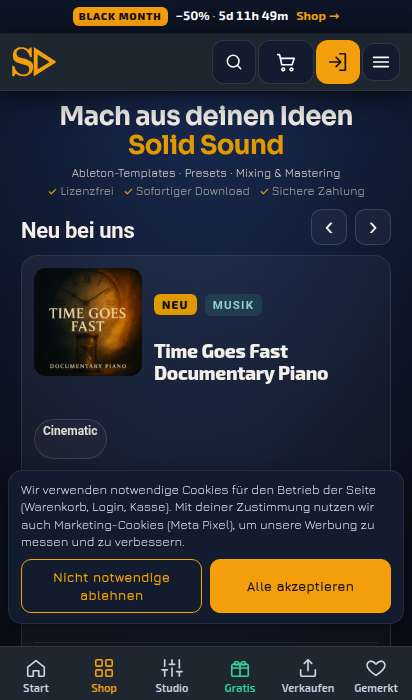 BLACK MONTH −50% · 5d 11h 49m Shop →
SD
Mach aus deinen Ideen
Solid Sound
Ableton-Templates · Presets · Mixing & Mastering
✓ Lizenzfrei ✓ Sofortiger Download ✓ Sichere Zahlung
Neu bei uns
TIME GOES
FAST
DOCUMENTARY PIANO
NEU MUSIK
Time Goes Fast
Documentary Piano
Cinematic
Wir verwenden notwendige Cookies für den Betrieb der Seite
(Warenkorb, Login, Kasse). Mit deiner Zustimmung nutzen wir
auch Marketing-Cookies (Meta Pixel), um unsere Werbung zu
messen und zu verbessern.
Nicht notwendige
ablehnen
Alle akzeptieren
Start Shop Studio Gratis Verkaufen Gemerkt